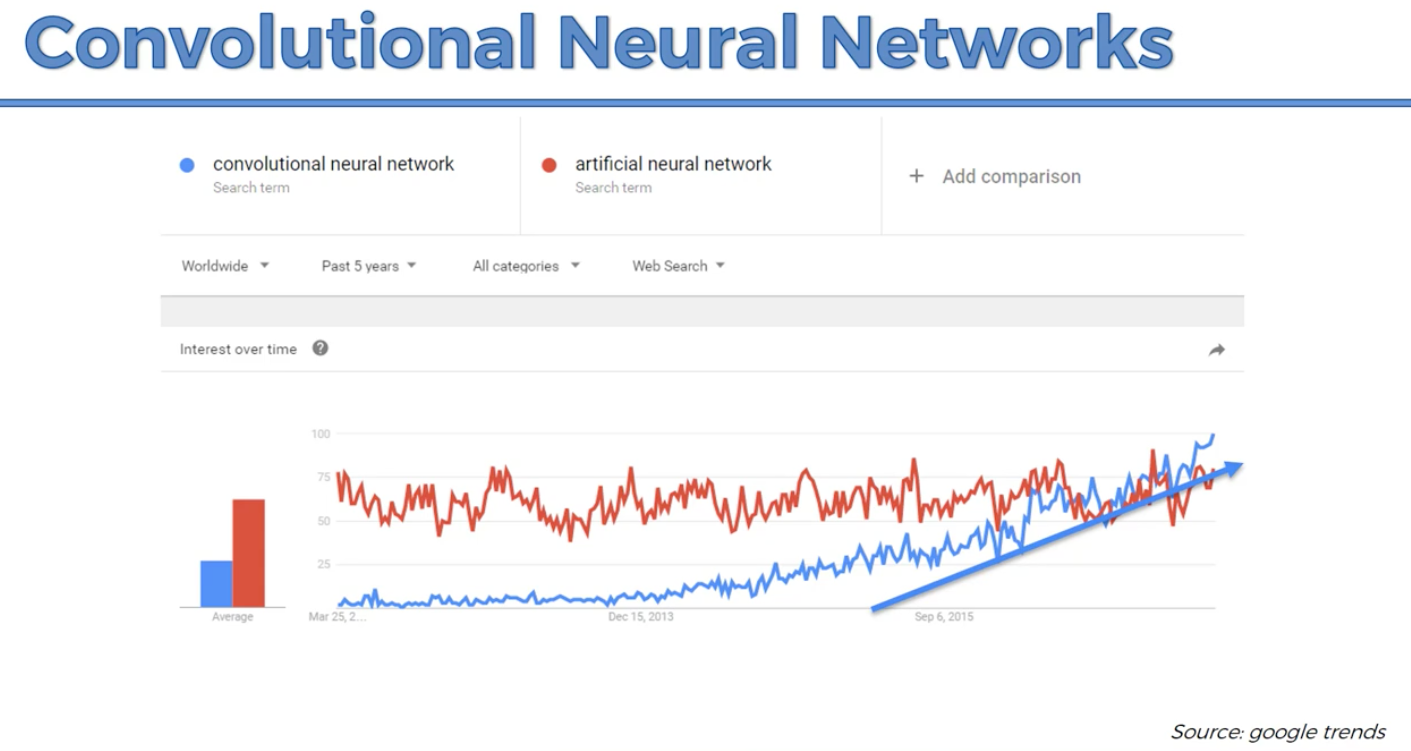 Convolutional Neural Networks
convolutional neural network
Search term
artificial neural network
Search term
+ Add comparison
Worldwide
Past 5 years
All categories
Web Search
Interest over time ?
100
75
50
25
Average
Mar 25, 2...
Dec 15, 2013
Sep 6, 2015
Source: google trends